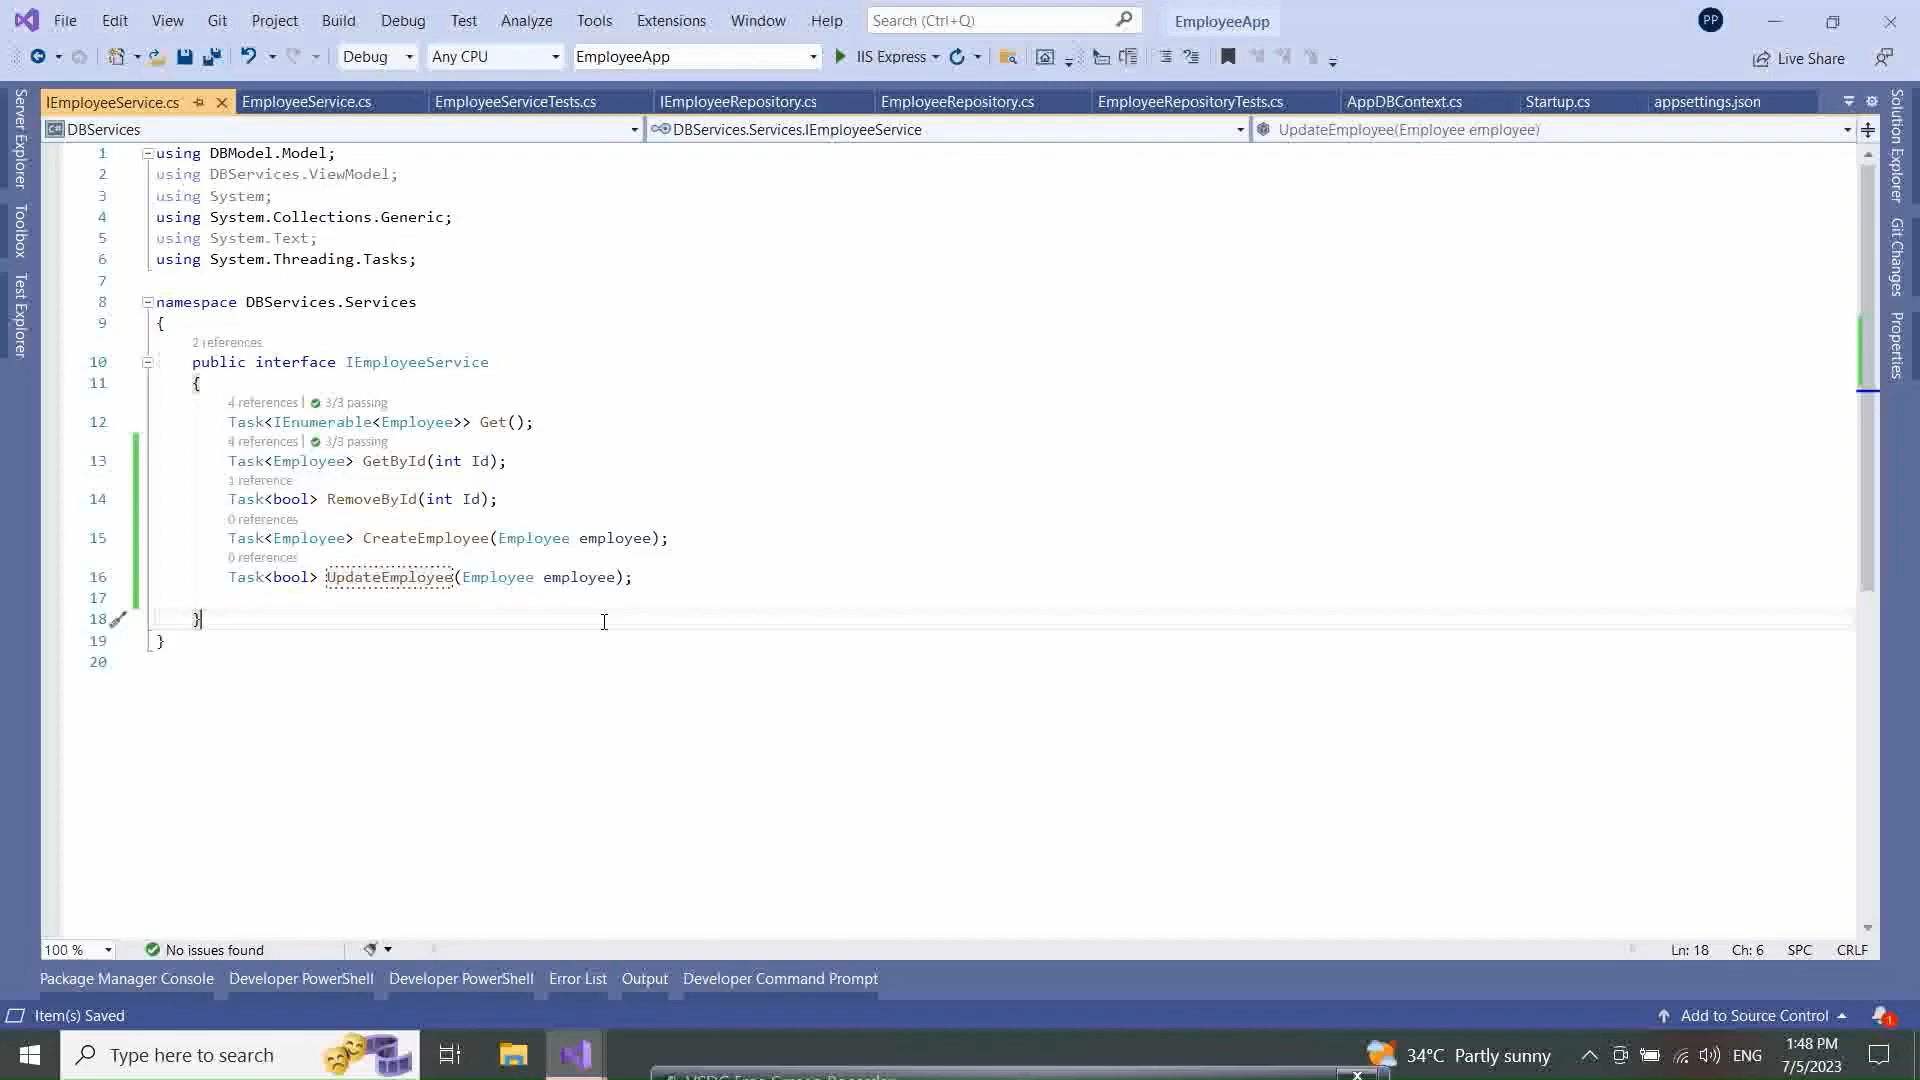 File Edit View Git Project Build Debug Test Analyze Tools Extensions Window Help Search (Ctrl+Q) EmployeeApp PP
Debug Any CPU EmployeeApp IIS Express Live Share
IEmployeeService.cs EmployeeService.cs EmployeeServiceTests.cs IEmployeeRepository.cs EmployeeRepository.cs EmployeeRepositoryTests.cs AppDBContext.cs Startup.cs appsettings.json
DBServices DBServices.Services.IEmployeeService UpdateEmployee(Employee employee)
Server Explorer
Toolbox
Test Explorer
1 using DBModel.Model;
2 using DBServices.ViewModel;
3 using System;
4 using System.Collections.Generic;
5 using System.Text;
6 using System.Threading.Tasks;
7
8 namespace DBServices.Services
9 {
2 references
10 public interface IEmployeeService
11 {
4 references | 3/3 passing
12 Task<IEnumerable<Employee>> Get();
4 references | 3/3 passing
13 Task<Employee> GetById(int Id);
1 reference
14 Task<bool> RemoveById(int Id);
0 references
15 Task<Employee> CreateEmployee(Employee employee);
0 references
16 Task<bool> UpdateEmployee(Employee employee);
17
18 }
19 }
20
Solution Explorer
Git Changes
Properties
100 % No issues found Ln: 18 Ch: 6 SPC CRLF
Package Manager Console Developer PowerShell Developer PowerShell Error List Output Developer Command Prompt
Item(s) Saved Add to Source Control 1
Type here to search 34°C Partly sunny ENG 1:48 PM
7/5/2023